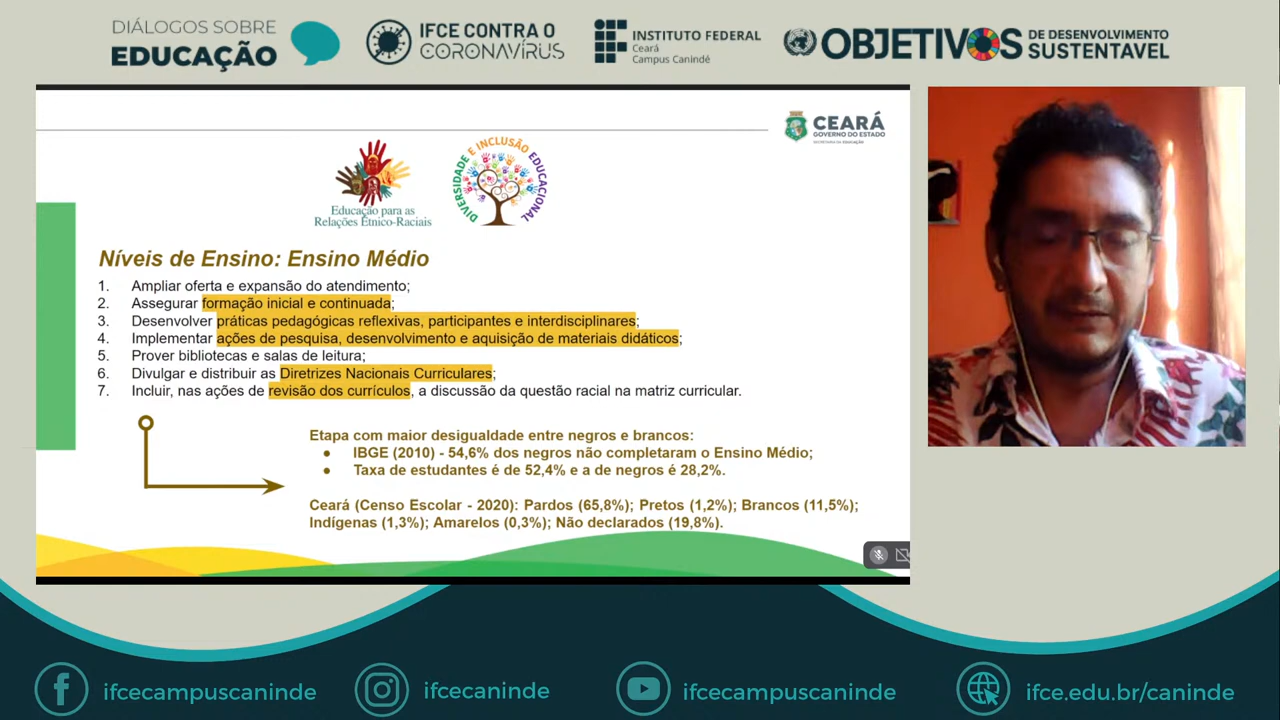 DIÁLOGOS SOBRE
EDUCAÇÃO
IFCE CONTRA O
CORONAVÍRUS
INSTITUTO FEDERAL
Ceará
Campus Canindé
OBJETIVOS
DE DESENVOLVIMENTO
SUSTENTAVEL
CEARÁ
GOVERNO DO ESTADO
SECRETARIA DA EDUCAÇÃO
Educação para as
Relações Étnico-Raciais
DIVERSIDADE E INCLUSÃO EDUCACIONAL
Níveis de Ensino: Ensino Médio
1. Ampliar oferta e expansão do atendimento;
2. Assegurar formação inicial e continuada;
3. Desenvolver práticas pedagógicas reflexivas, participantes e interdisciplinares;
4. Implementar ações de pesquisa, desenvolvimento e aquisição de materiais didáticos;
5. Prover bibliotecas e salas de leitura;
6. Divulgar e distribuir as Diretrizes Nacionais Curriculares;
7. Incluir, nas ações de revisão dos currículos, a discussão da questão racial na matriz curricular.
Etapa com maior desigualdade entre negros e brancos:
● IBGE (2010) - 54,6% dos negros não completaram o Ensino Médio;
● Taxa de estudantes é de 52,4% e a de negros é 28,2%.
Ceará (Censo Escolar - 2020): Pardos (65,8%); Pretos (1,2%); Brancos (11,5%);
Indígenas (1,3%); Amarelos (0,3%); Não declarados (19,8%).
ifcecampuscaninde
ifcecaninde
ifcecampuscaninde
ifce.edu.br/caninde